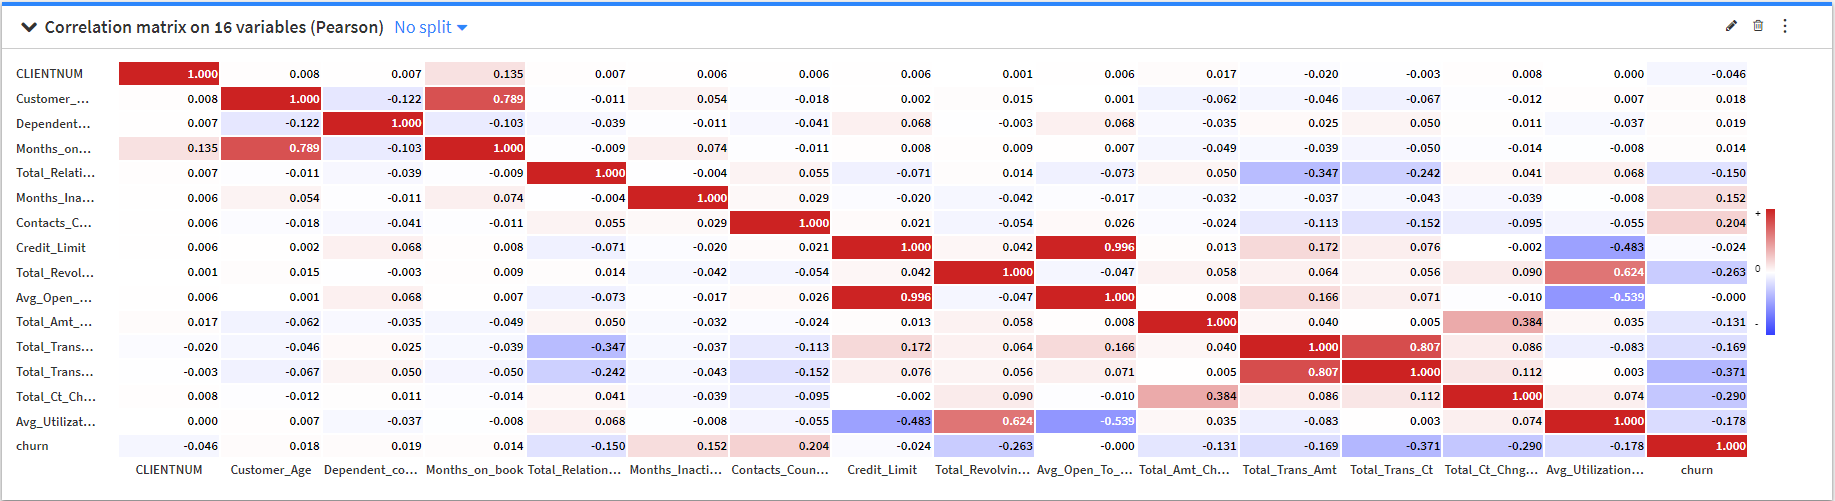 Correlation matrix on 16 variables (Pearson) No split
CLIENTNUM 1.000 0.008 0.007 0.135 0.007 0.006 0.006 0.006 0.001 0.006 0.017 -0.020 -0.003 0.008 0.000 -0.046
Customer_... 0.008 1.000 -0.122 0.789 -0.011 0.054 -0.018 0.002 0.015 0.001 -0.062 -0.046 -0.067 -0.012 0.007 0.018
Dependent... 0.007 -0.122 1.000 -0.103 -0.039 -0.011 -0.041 0.068 -0.003 0.068 -0.035 0.025 0.050 0.011 -0.037 0.019
Months_on... 0.135 0.789 -0.103 1.000 -0.009 0.074 -0.011 0.008 0.009 0.007 -0.049 -0.039 -0.050 -0.014 -0.008 0.014
Total_Relati... 0.007 -0.011 -0.039 -0.009 1.000 -0.004 0.055 -0.071 0.014 -0.073 0.050 -0.347 -0.242 0.041 0.068 -0.150
Months_Ina... 0.006 0.054 -0.011 0.074 -0.004 1.000 0.029 -0.020 -0.042 -0.017 -0.032 -0.037 -0.043 -0.039 -0.008 0.152
Contacts_C... 0.006 -0.018 -0.041 -0.011 0.055 0.029 1.000 0.021 -0.054 0.026 -0.024 -0.113 -0.152 -0.095 -0.055 0.204
+
Credit_Limit 0.006 0.002 0.068 0.008 -0.071 -0.020 0.021 1.000 0.042 0.996 0.013 0.172 0.076 -0.002 -0.483 -0.024
Total_Revol... 0.001 0.015 -0.003 0.009 0.014 -0.042 -0.054 0.042 1.000 -0.047 0.058 0.064 0.056 0.090 0.624 -0.263
0
Avg_Open_... 0.006 0.001 0.068 0.007 -0.073 -0.017 0.026 0.996 -0.047 1.000 0.008 0.166 0.071 -0.010 -0.539 -0.000
Total_Amt_... 0.017 -0.062 -0.035 -0.049 0.050 -0.032 -0.024 0.013 0.058 0.008 1.000 0.040 0.005 0.384 0.035 -0.131
-
Total_Trans... -0.020 -0.046 0.025 -0.039 -0.347 -0.037 -0.113 0.172 0.064 0.166 0.040 1.000 0.807 0.086 -0.083 -0.169
Total_Trans... -0.003 -0.067 0.050 -0.050 -0.242 -0.043 -0.152 0.076 0.056 0.071 0.005 0.807 1.000 0.112 0.003 -0.371
Total_Ct_Ch... 0.008 -0.012 0.011 -0.014 0.041 -0.039 -0.095 -0.002 0.090 -0.010 0.384 0.086 0.112 1.000 0.074 -0.290
Avg_Utilizat... 0.000 0.007 -0.037 -0.008 0.068 -0.008 -0.055 -0.483 0.624 -0.539 0.035 -0.083 0.003 0.074 1.000 -0.178
churn -0.046 0.018 0.019 0.014 -0.150 0.152 0.204 -0.024 -0.263 -0.000 -0.131 -0.169 -0.371 -0.290 -0.178 1.000
CLIENTNUM Customer_Age Dependent_co... Months_on_book Total_Relation... Months_Inacti... Contacts_Coun... Credit_Limit Total_Revolvin... Avg_Open_To_... Total_Amt_Ch... Total_Trans_Amt Total_Trans_Ct Total_Ct_Chng... Avg_Utilization... churn